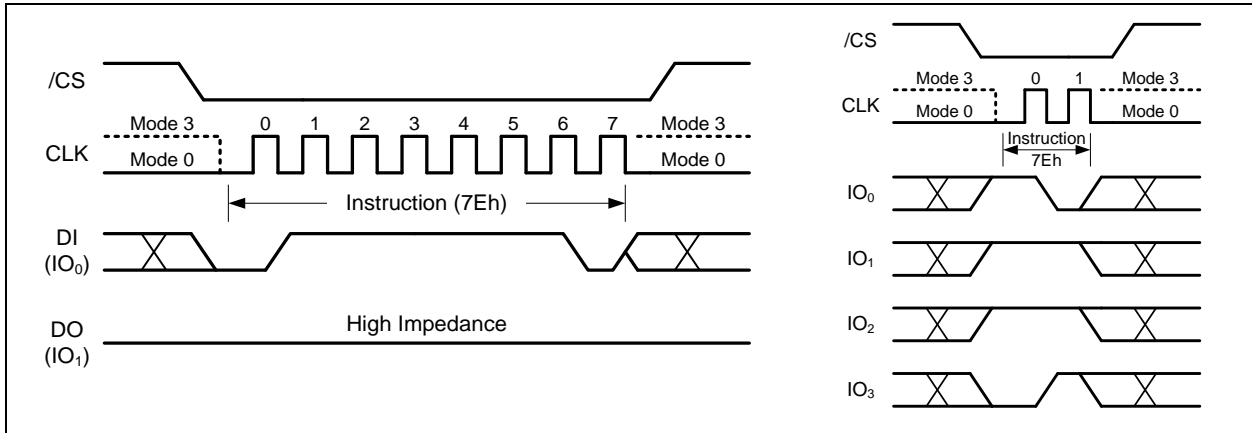 /CS
Mode 3 0 1 2 3 4 5 6 7 Mode 3
CLK
Mode 0 Mode 0
Instruction (7Eh)
DI
(IO₀)
DO
(IO₁)
High Impedance
/CS
Mode 3 0 1 Mode 3
CLK
Mode 0 Mode 0
Instruction
7Eh
IO₀
IO₁
IO₂
IO₃